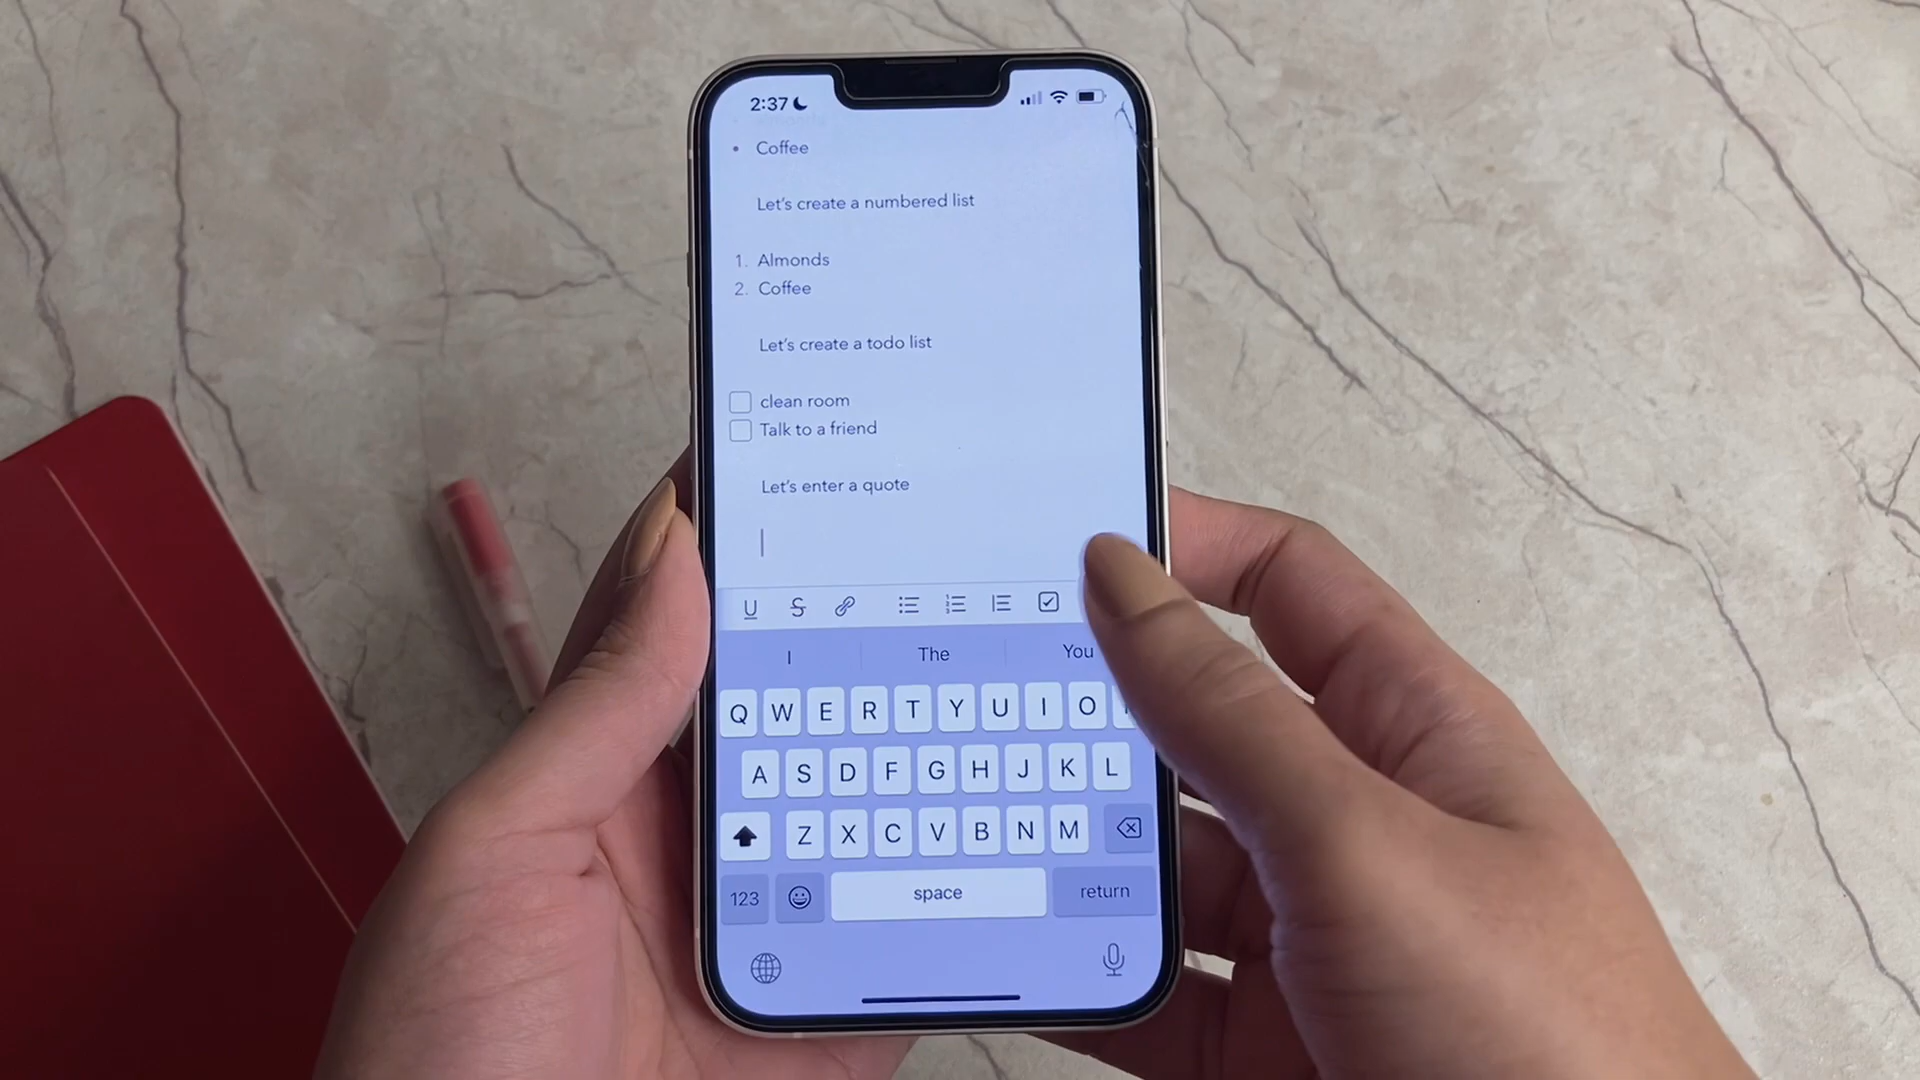 2:37
• Coffee
Let's create a numbered list
1. Almonds
2. Coffee
Let's create a todo list
clean room
Talk to a friend
Let's enter a quote
U S
I The You
Q W E R T Y U I O
A S D F G H J K L
Z X C V B N M
123 space return